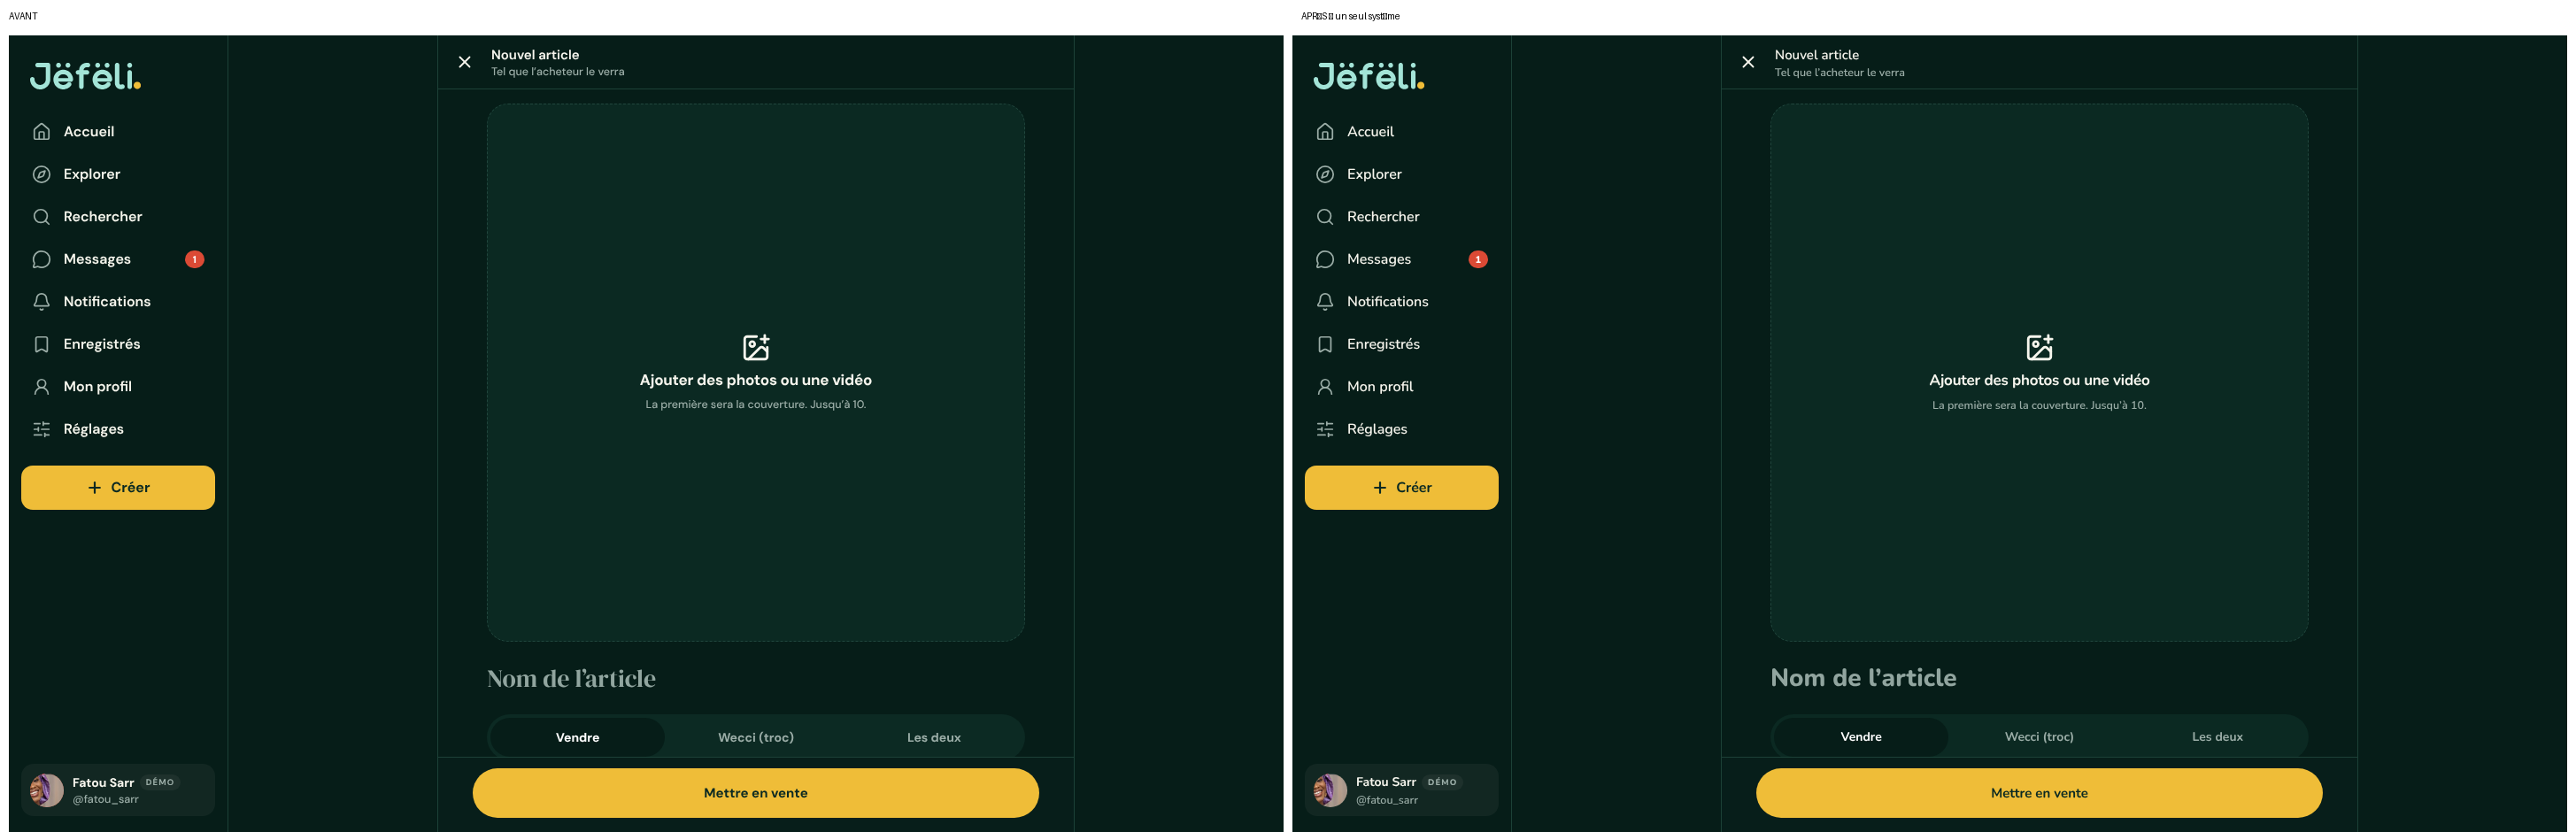 AVANT
Jëfëli.
Accueil
Explorer
Rechercher
Messages
1
Notifications
Enregistrés
Mon profil
Réglages
Créer
Fatou Sarr
DÉMO
@fatou_sarr
Nouvel article
Tel que l'acheteur le verra
Ajouter des photos ou une vidéo
La première sera la couverture. Jusqu'à 10.
Nom de l’article
Vendre
Wecci (troc)
Les deux
Mettre en vente
un seul
Jëfëli.
Accueil
Explorer
Rechercher
Messages
1
Notifications
Enregistrés
Mon profil
Réglages
Créer
Fatou Sarr
DÉMO
@fatou_sarr
Nouvel article
Tel que l’acheteur le verra
Ajouter des photos ou une vidéo
La première sera la couverture. Jusqu'à 10.
Nom de l’article
Vendre
Wecci (troc)
Les deux
Mettre en vente